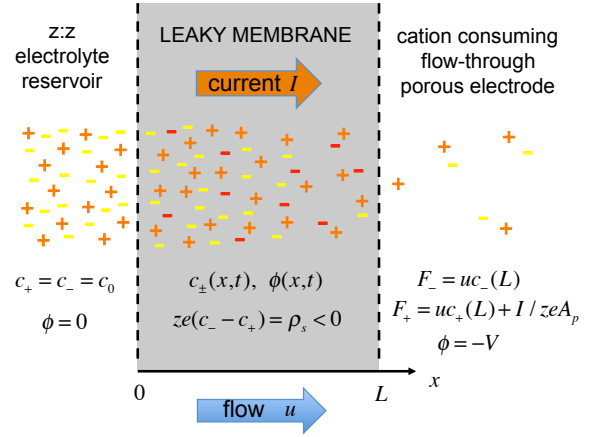 z:z
electrolyte
reservoir
LEAKY MEMBRANE
cation consuming
flow-through
porous electrode
current I
c₊ = c₋ = c₀
ϕ = 0
c±(x,t), ϕ(x,t)
ze(c₋ − c₊) = ρₛ < 0
F₋ = uc₋(L)
F₊ = uc₊(L) + I / zeAₚ
ϕ = −V
0
L
x
flow u